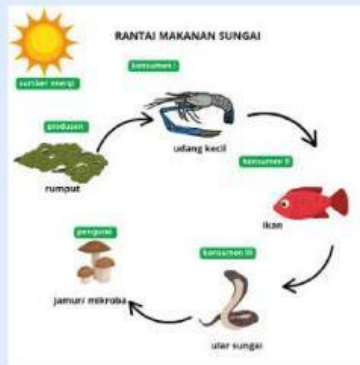 RANTAI MAKANAN SUNGAI
konsumen I
sumber energi
produsen
udang kecil
konsumen II
rumput
ikan
pengurai
konsumen III
jamur/ mikroba
ular sungai